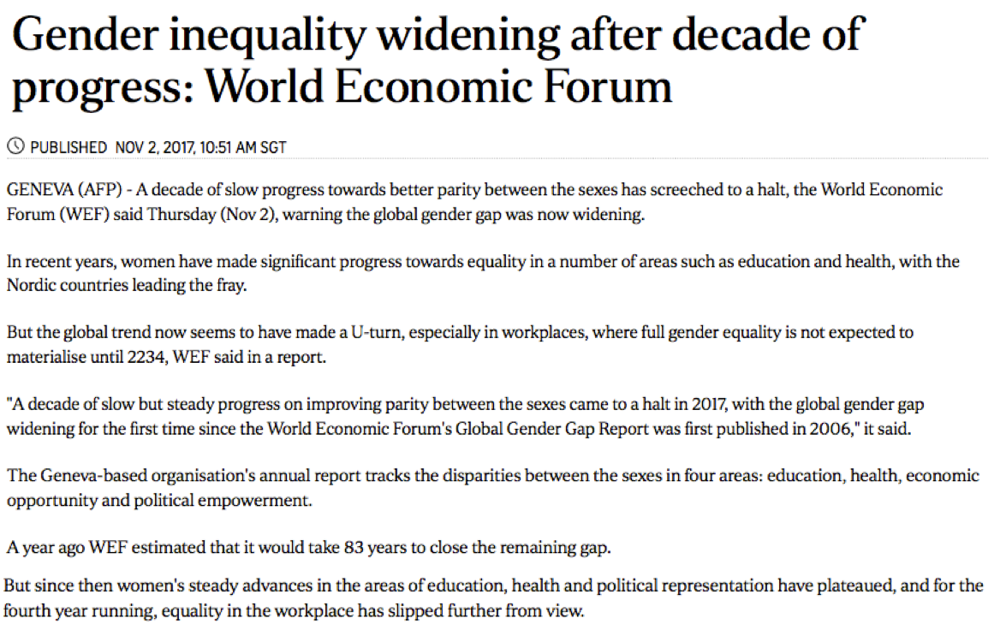 Gender inequality widening after decade of
progress: World Economic Forum
PUBLISHED NOV 2, 2017, 10:51 AM SGT
GENEVA (AFP) - A decade of slow progress towards better parity between the sexes has screeched to a halt, the World Economic
Forum (WEF) said Thursday (Nov 2), warning the global gender gap was now widening.
In recent years, women have made significant progress towards equality in a number of areas such as education and health, with the
Nordic countries leading the fray.
But the global trend now seems to have made a U-turn, especially in workplaces, where full gender equality is not expected to
materialise until 2234, WEF said in a report.
"A decade of slow but steady progress on improving parity between the sexes came to a halt in 2017, with the global gender gap
widening for the first time since the World Economic Forum's Global Gender Gap Report was first published in 2006," it said.
The Geneva-based organisation's annual report tracks the disparities between the sexes in four areas: education, health, economic
opportunity and political empowerment.
A year ago WEF estimated that it would take 83 years to close the remaining gap.
But since then women's steady advances in the areas of education, health and political representation have plateaued, and for the
fourth year running, equality in the workplace has slipped further from view.